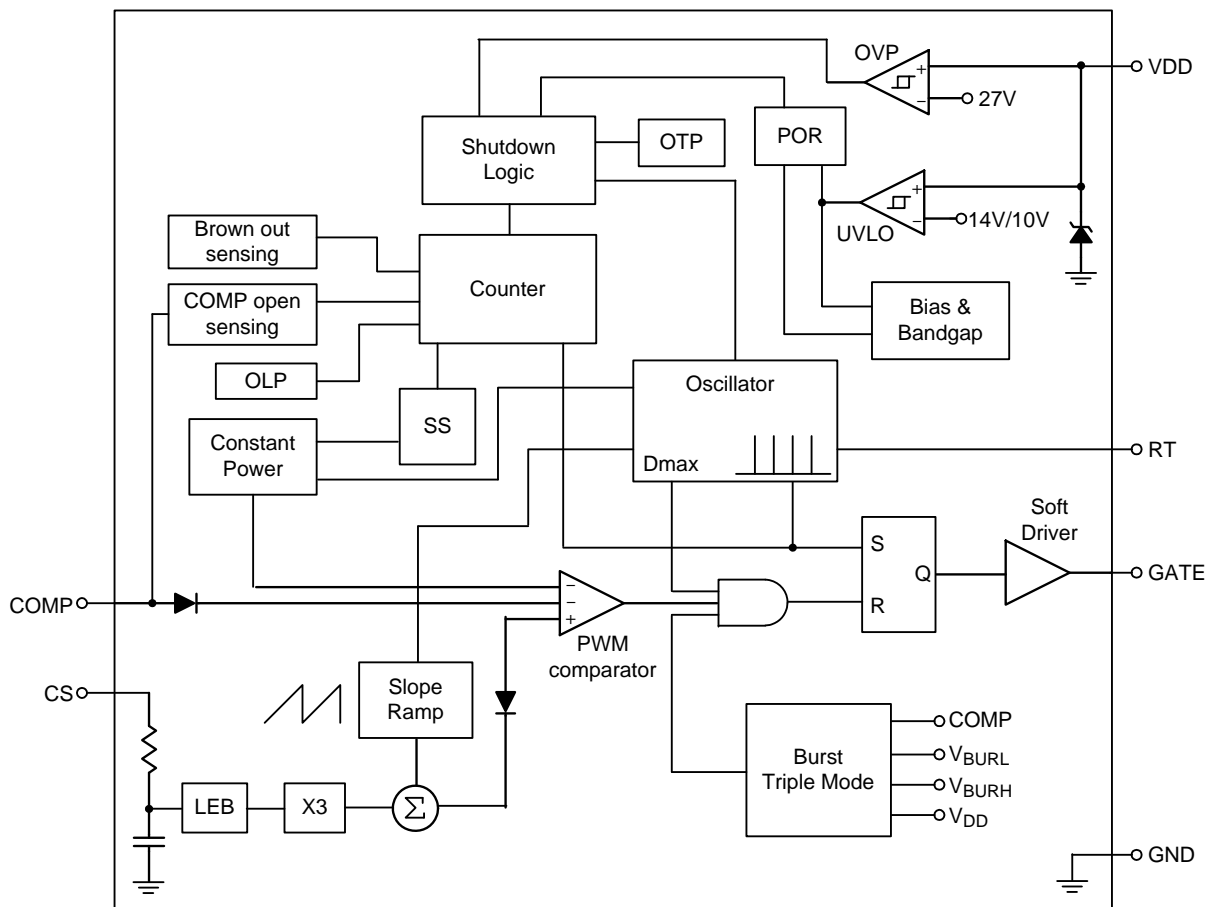 OVP
+
−
27V
VDD
Shutdown
Logic
OTP
POR
+
−
14V/10V
UVLO
Brown out
sensing
Counter
COMP open
sensing
Bias &
Bandgap
OLP
SS
Oscillator
Dmax
RT
Constant
Power
Soft
Driver
S
Q
R
GATE
COMP
−
−
+
PWM
comparator
CS
Slope
Ramp
LEB
X3
Σ
Burst
Triple Mode
COMP
VBURL
VBURH
VDD
GND